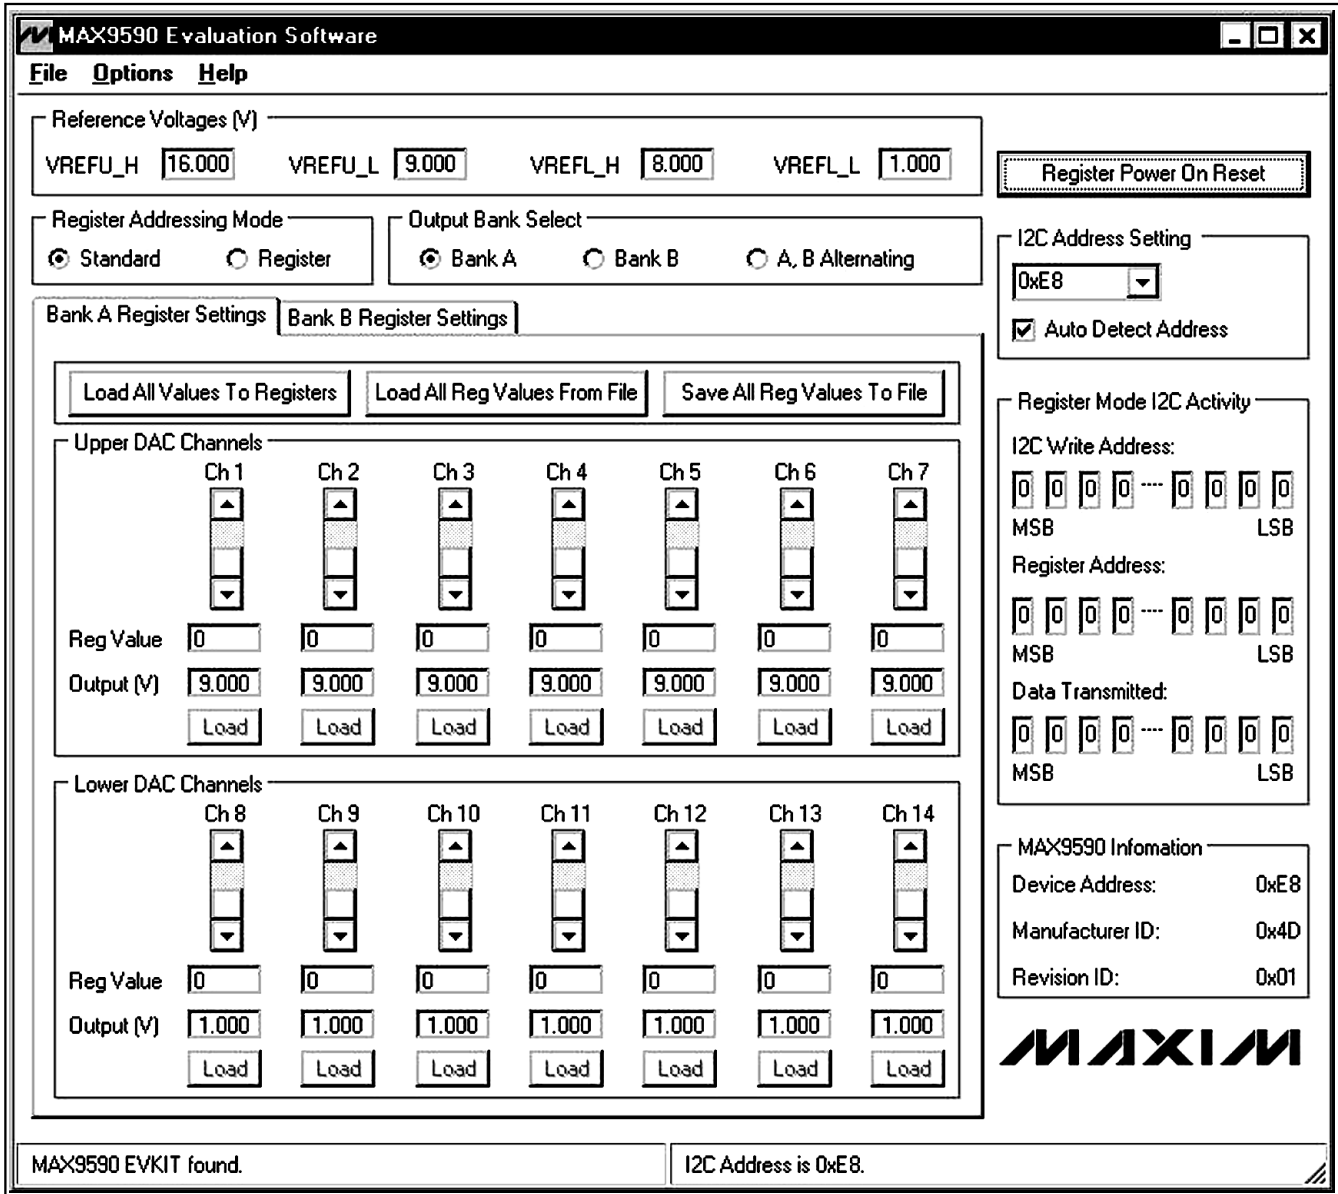 MAX9590 Evaluation Software
File Options Help
Reference Voltages (V)
VREFU_H 16.000 VREFU_L 9.000 VREFL_H 8.000 VREFL_L 1.000
Register Power On Reset
Register Addressing Mode
Standard Register
Output Bank Select
Bank A Bank B A, B Alternating
I2C Address Setting
0xE8
Auto Detect Address
Bank A Register Settings Bank B Register Settings
Load All Values To Registers Load All Reg Values From File Save All Reg Values To File
Upper DAC Channels
Ch 1 Ch 2 Ch 3 Ch 4 Ch 5 Ch 6 Ch 7
Reg Value 0 0 0 0 0 0 0
Output (V) 9.000 9.000 9.000 9.000 9.000 9.000 9.000
Load Load Load Load Load Load Load
Lower DAC Channels
Ch 8 Ch 9 Ch 10 Ch 11 Ch 12 Ch 13 Ch 14
Reg Value 0 0 0 0 0 0 0
Output (V) 1.000 1.000 1.000 1.000 1.000 1.000 1.000
Load Load Load Load Load Load Load
Register Mode I2C Activity
I2C Write Address:
0 0 0 0 ---- 0 0 0 0
MSB LSB
Register Address:
0 0 0 0 ---- 0 0 0 0
MSB LSB
Data Transmitted:
0 0 0 0 ---- 0 0 0 0
MSB LSB
MAX9590 Infomation
Device Address: 0xE8
Manufacturer ID: 0x4D
Revision ID: 0x01
MAXIM
MAX9590 EVKIT found. I2C Address is 0xE8.